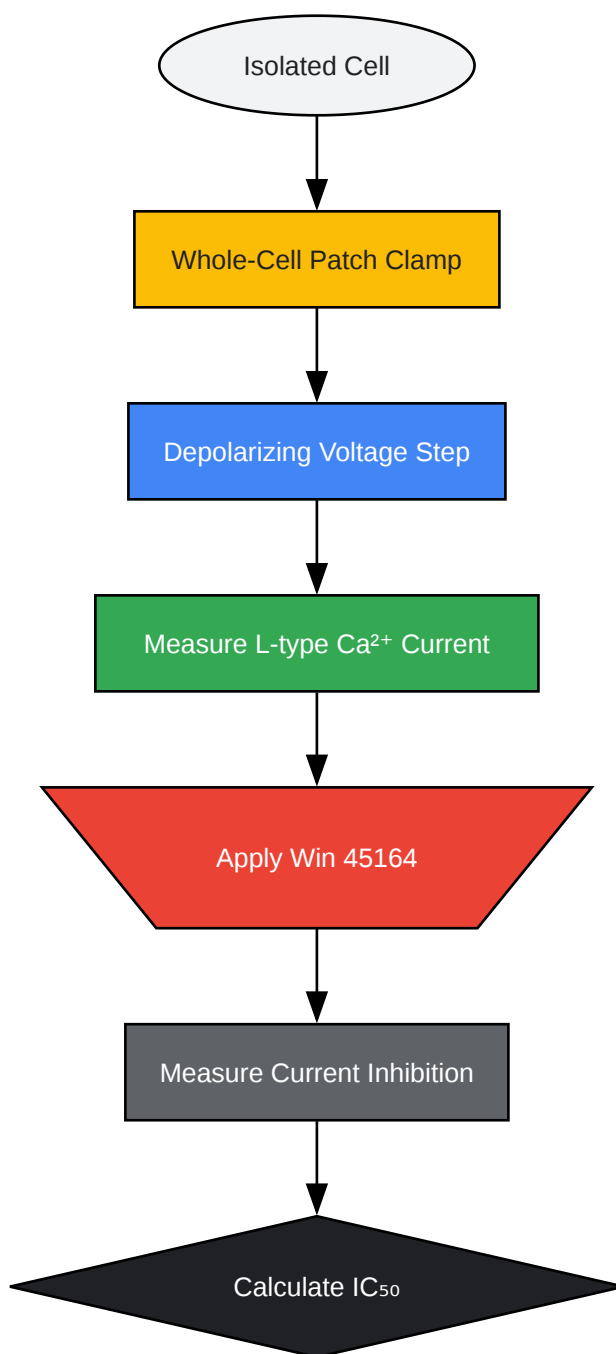 Isolated Cell
Whole-Cell Patch Clamp
Depolarizing Voltage Step
Measure L-type Ca²⁺ Current
Apply Win 45164
Measure Current Inhibition
Calculate IC₅₀